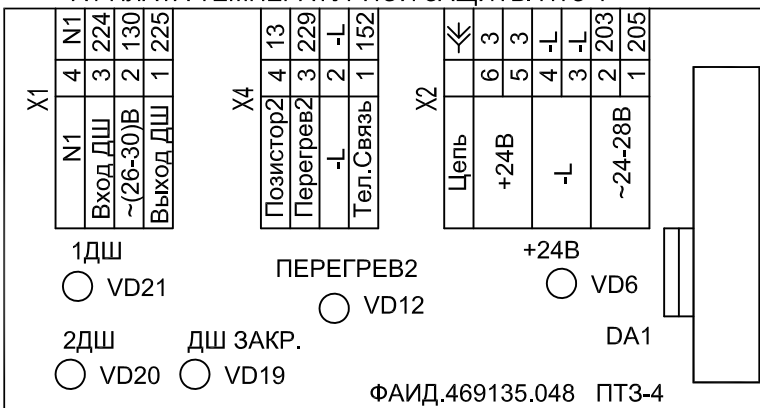 X1
N1 4 N1
Вход ДШ 3 224
~(26-30)В 2 130
Выход ДШ 1 225
X4
Позистор2 4 13
Перегрев2 3 229
-L 2 -L
Тел.Связь 1 152
X2
Цепь
+24В 6 3
5 3
-L 4 -L
3 -L
~24-28В 2 203
1 205
1ДШ
VD21
ПЕРЕГРЕВ2
VD12
+24В
VD6
DA1
2ДШ
VD20
ДШ ЗАКР.
VD19
ФАИД.469135.048 ПТЗ-4